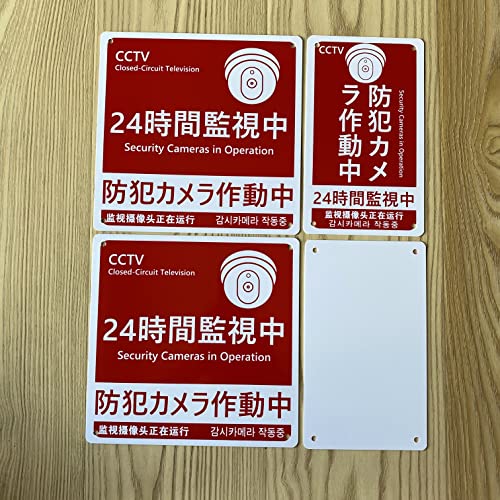 CCTV
Closed-Circuit Television
24時間監視中
Security Cameras in Operation
防犯カメラ作動中
监视摄像头正在运行 감시카메라 작동중
CCTV
防犯カメ
ラ作動中
Security Cameras in Operation
24時間監視中
监视摄像头正在运行 감시카메라 작동중
CCTV
Closed-Circuit Television
24時間監視中
Security Cameras in Operation
防犯カメラ作動中
监视摄像头正在运行 감시카메라 작동중